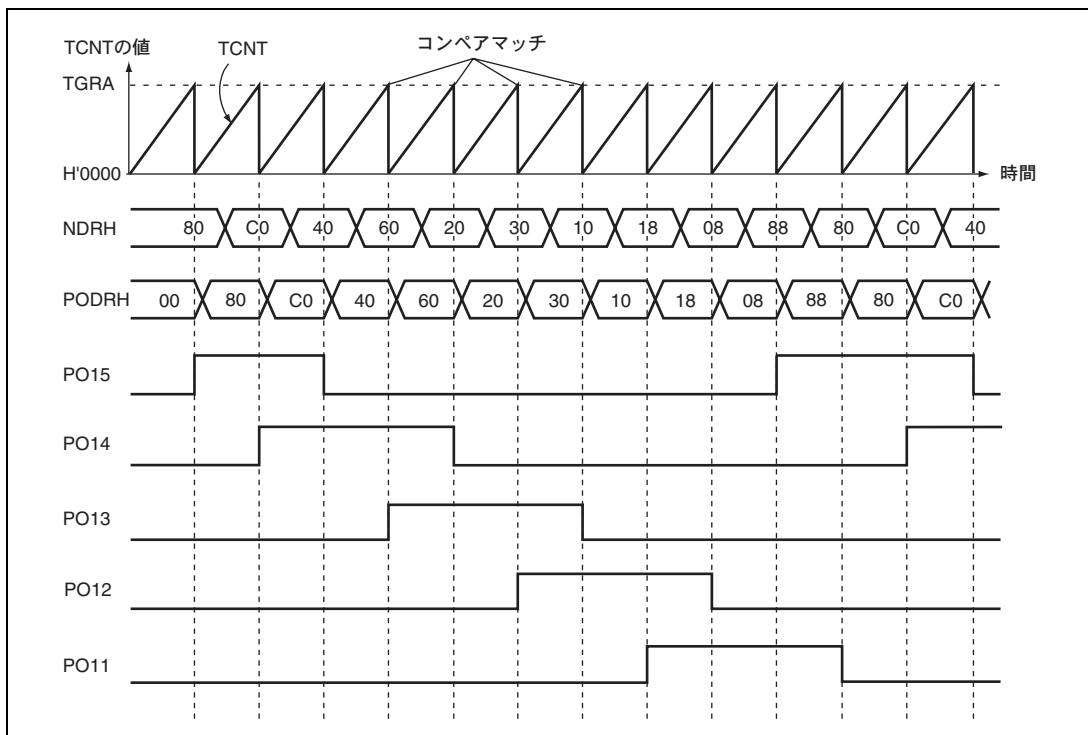 TCNTの値 TCNT コンペアマッチ
TGRA
H'0000 時間
NDRH 80 C0 40 60 20 30 10 18 08 88 80 C0 40
PODRH 00 80 C0 40 60 20 30 10 18 08 88 80 C0
PO15
PO14
PO13
PO12
PO11